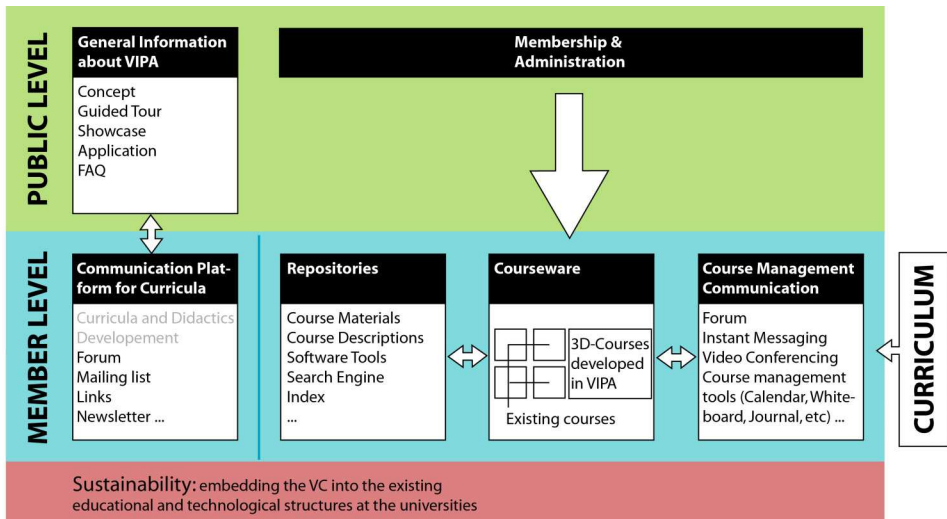 PUBLIC LEVEL
General Information
about VIPA
Concept
Guided Tour
Showcase
Application
FAQ
Membership &
Administration
MEMBER LEVEL
Communication Plat-
form for Curricula
Curricula and Didactics
Developement
Forum
Mailing list
Links
Newsletter ...
Repositories
Course Materials
Course Descriptions
Software Tools
Search Engine
Index
...
Courseware
3D-Courses
developed
in VIPA
Existing courses
Course Management
Communication
Forum
Instant Messaging
Video Conferencing
Course management
tools (Calendar, White-
board, Journal, etc) ...
CURRICULUM
Sustainability: embedding the VC into the existing
educational and technological structures at the universities